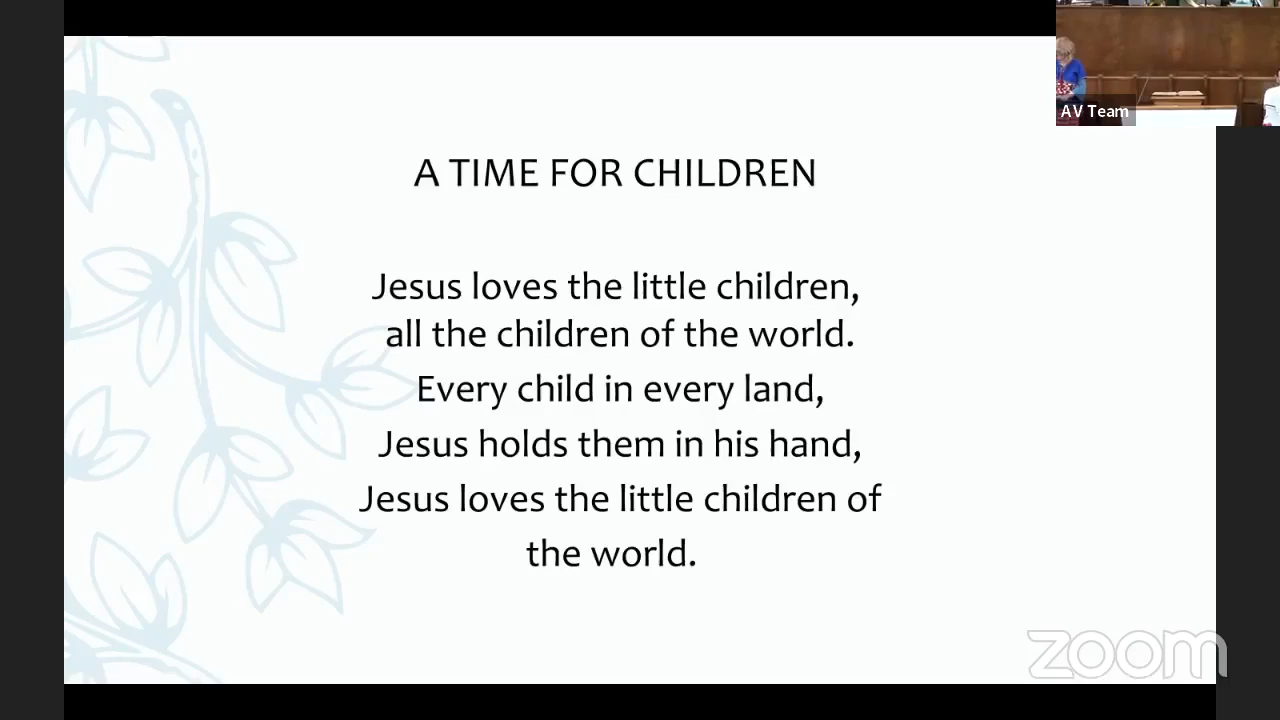 AV Team
A TIME FOR CHILDREN
Jesus loves the little children,
all the children of the world.
Every child in every land,
Jesus holds them in his hand,
Jesus loves the little children of
the world.
zoom